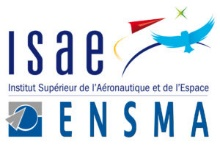 isae
Institut Supérieur de l'Aéronautique et de l'Espace
ENSMA